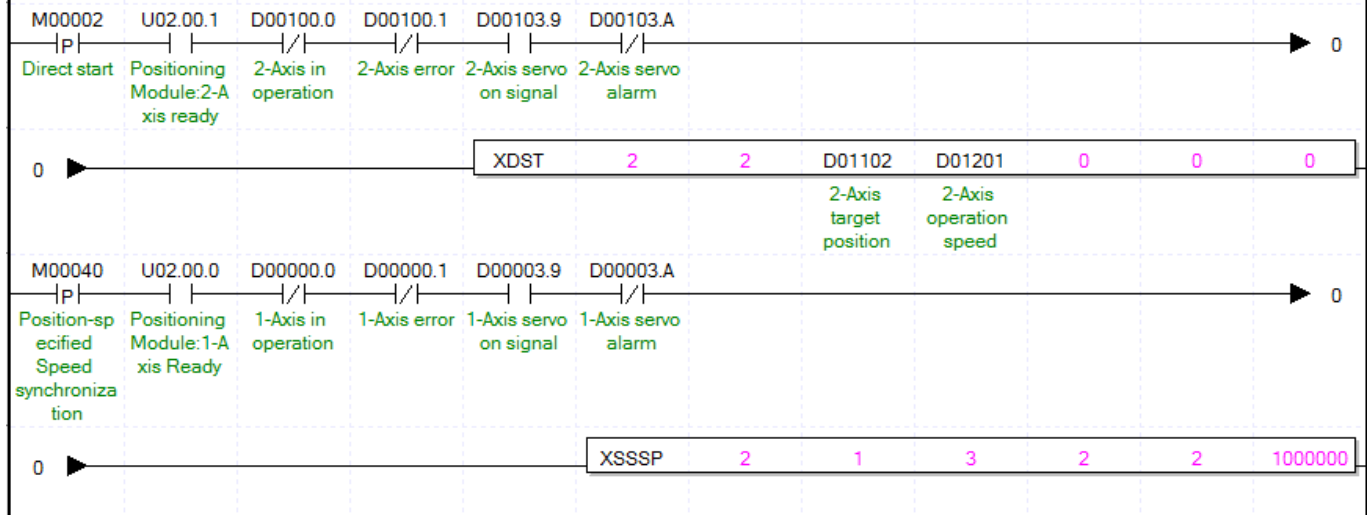 M00002 U02.00.1 D00100.0 D00100.1 D00103.9 D00103.A
P
0
Direct start Positioning 2-Axis in 2-Axis error 2-Axis servo 2-Axis servo
Module:2-A operation on signal alarm
xis ready
0 XDST 2 2 D01102 D01201 0 0 0
2-Axis 2-Axis
target operation
position speed
M00040 U02.00.0 D00000.0 D00000.1 D00003.9 D00003.A
P
0
Position-sp Positioning 1-Axis in 1-Axis error 1-Axis servo 1-Axis servo
ecified Module:1-A operation on signal alarm
Speed xis Ready
synchroniza
tion
0 XSSSP 2 1 3 2 2 1000000